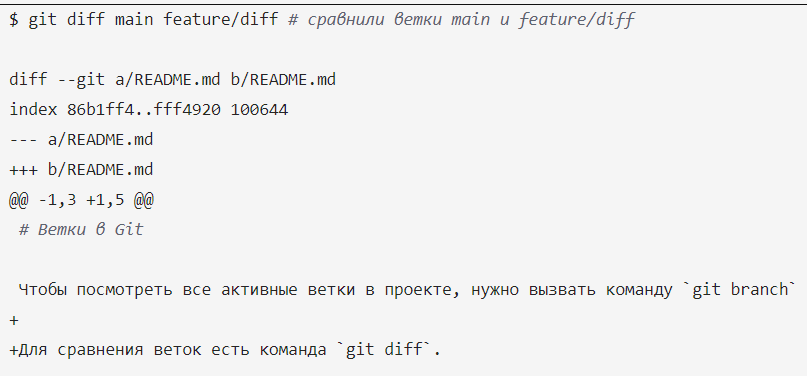 $ git diff main feature/diff # сравнили ветки main и feature/diff
diff --git a/README.md b/README.md
index 86b1ff4..fff4920 100644
--- a/README.md
+++ b/README.md
@@ -1,3 +1,5 @@
# Ветки в Git
Чтобы посмотреть все активные ветки в проекте, нужно вызвать команду `git branch`
+
+Для сравнения веток есть команда `git diff`.